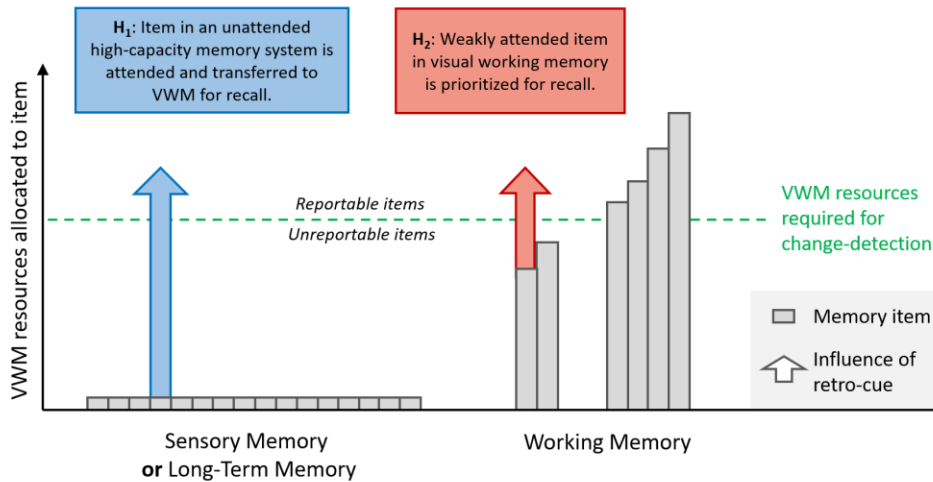 H₁: Item in an unattended
high-capacity memory system is
attended and transferred to
VWM for recall.
H₂: Weakly attended item
in visual working memory
is prioritized for recall.
VWM resources allocated to item
Reportable items
Unreportable items
VWM resources
required for
change-detection
Memory item
Influence of
retro-cue
Sensory Memory
or Long-Term Memory
Working Memory